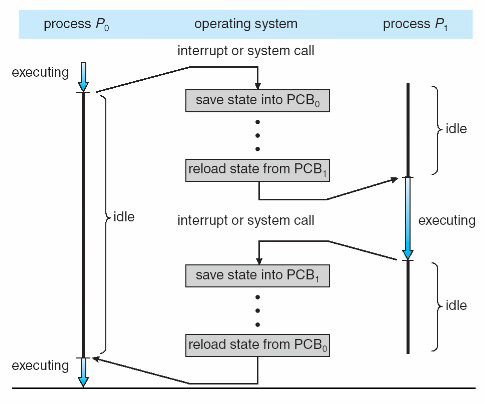 process P0 operating system process P1
interrupt or system call
executing
save state into PCB0
idle
reload state from PCB1
idle
interrupt or system call
executing
save state into PCB1
idle
reload state from PCB0
executing